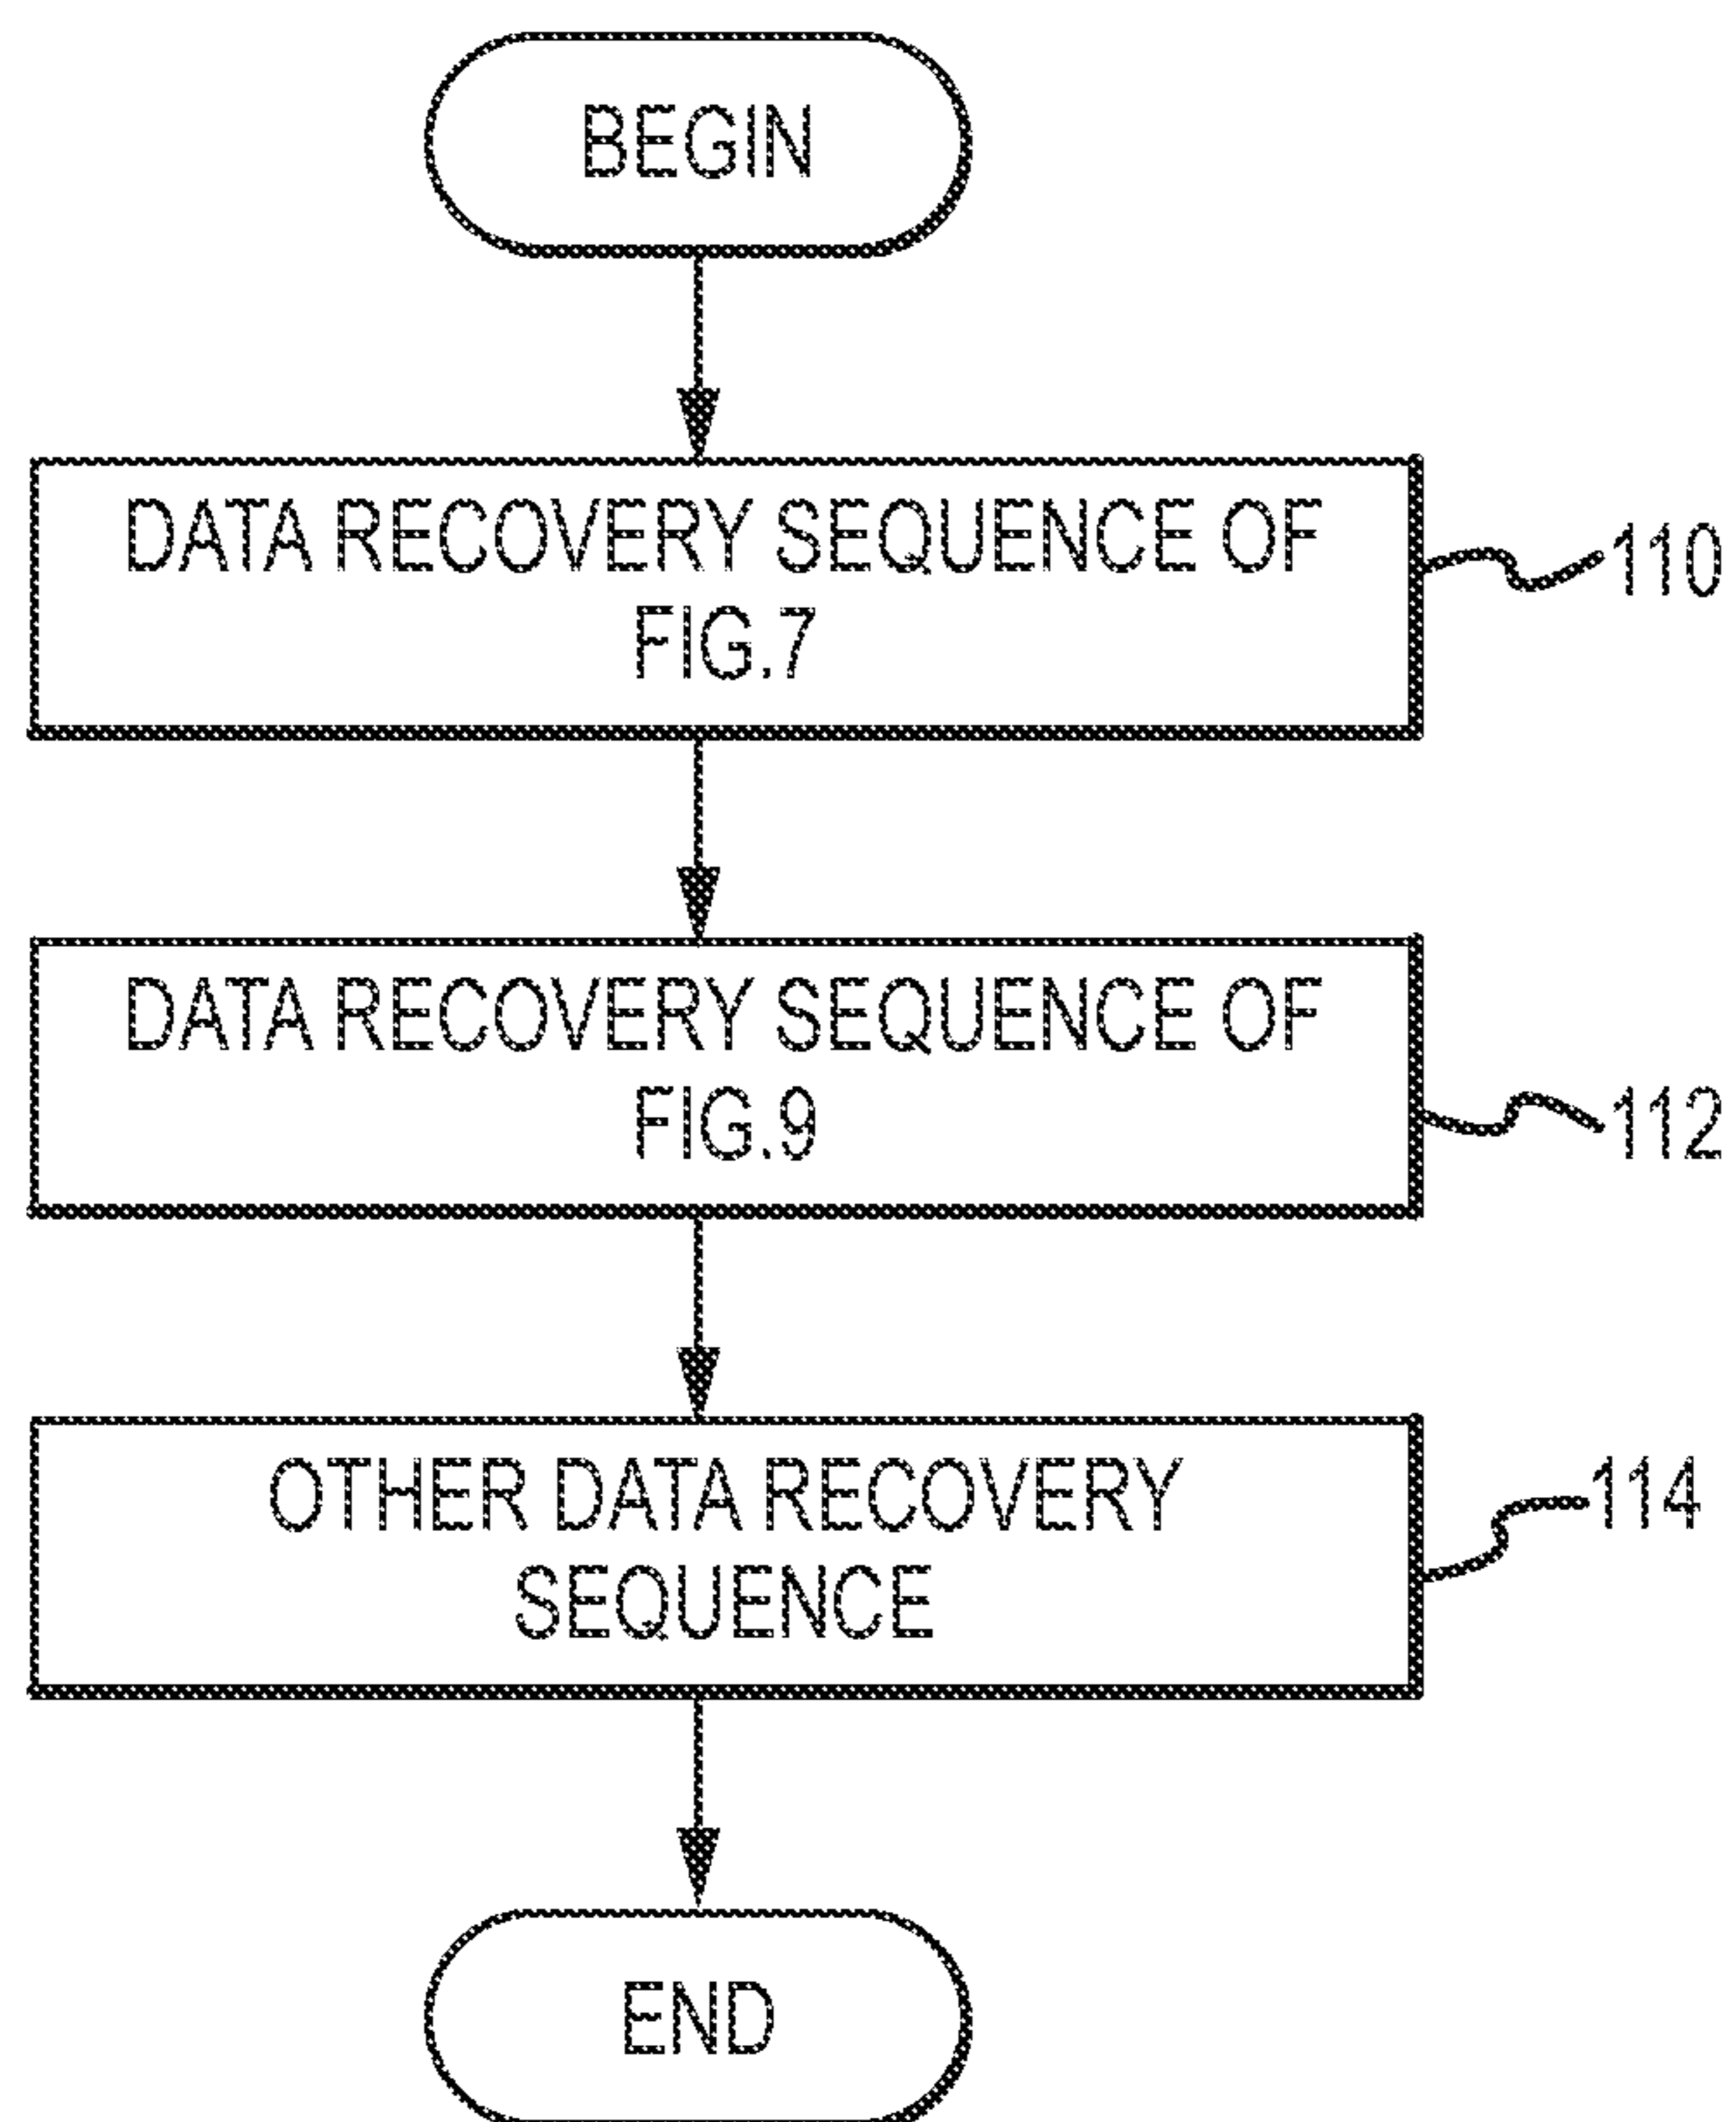 BEGIN
DATA RECOVERY SEQUENCE OF
FIG.7
110
DATA RECOVERY SEQUENCE OF
FIG.9
112
OTHER DATA RECOVERY
SEQUENCE
114
END